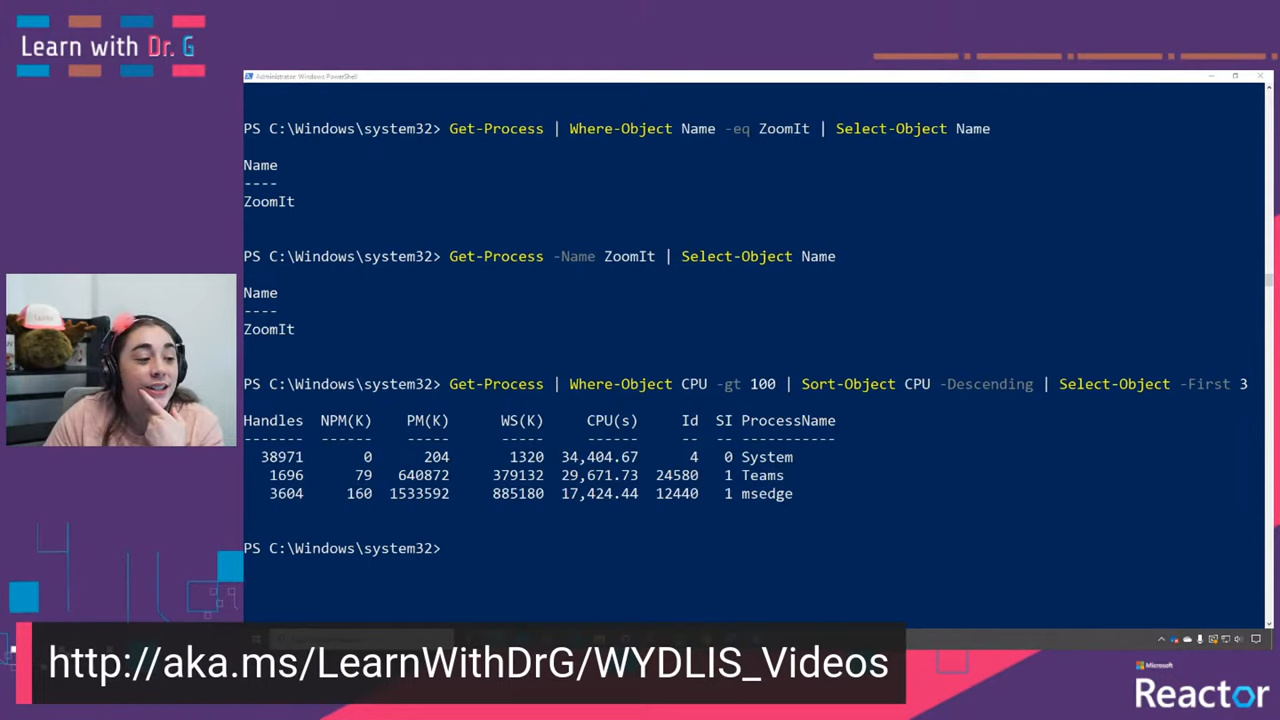 Learn with Dr. G
Administrator: Windows PowerShell
PS C:\Windows\system32> Get-Process | Where-Object Name -eq ZoomIt | Select-Object Name
Name
----
ZoomIt
PS C:\Windows\system32> Get-Process -Name ZoomIt | Select-Object Name
Name
----
ZoomIt
PS C:\Windows\system32> Get-Process | Where-Object CPU -gt 100 | Sort-Object CPU -Descending | Select-Object -First 3
Handles NPM(K) PM(K) WS(K) CPU(s) Id SI ProcessName
------- ------ ----- ----- ------ -- -- -----------
38971 0 204 1320 34,404.67 4 0 System
1696 79 640872 379132 29,671.73 24580 1 Teams
3604 160 1533592 885180 17,424.44 12440 1 msedge
PS C:\Windows\system32>
http://aka.ms/LearnWithDrG/WYDLIS_Videos
Microsoft
Reactor